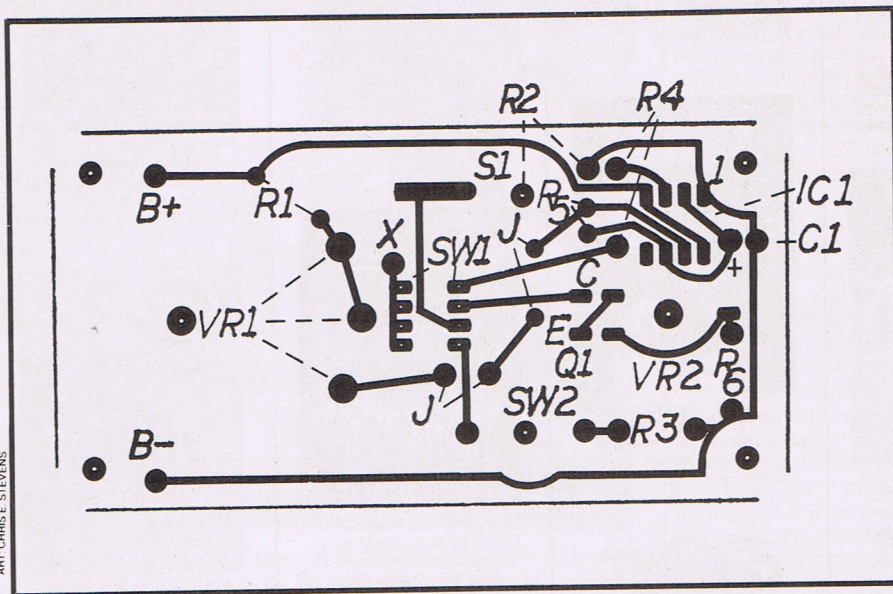 R2
R4
S1
1
R5
IC1
B+
R1
X
J
SW1
C
+
C1
VR1
E
Q1
VR2
R6
J
SW2
R3
B-
ART: CHRIS E. STEVENS